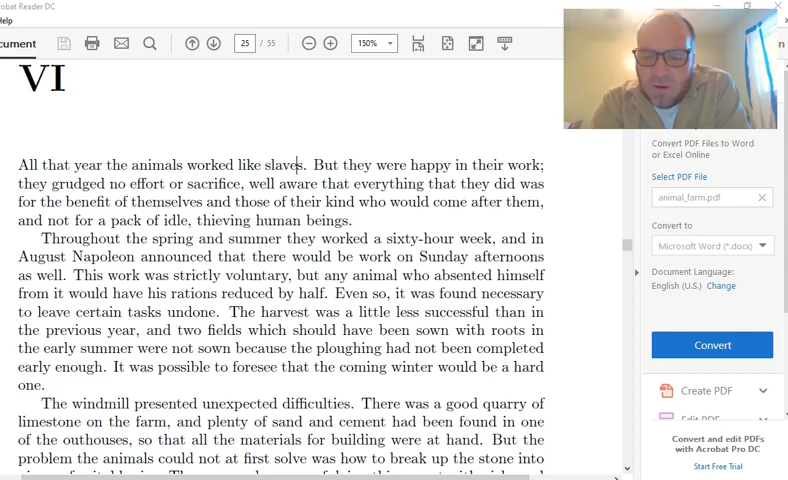 crobat Reader DC
Help
cument
25 / 55
150%
VI
All that year the animals worked like slaves. But they were happy in their work;
they grudged no effort or sacrifice, well aware that everything that they did was
for the benefit of themselves and those of their kind who would come after them,
and not for a pack of idle, thieving human beings.
Throughout the spring and summer they worked a sixty-hour week, and in
August Napoleon announced that there would be work on Sunday afternoons
as well. This work was strictly voluntary, but any animal who absented himself
from it would have his rations reduced by half. Even so, it was found necessary
to leave certain tasks undone. The harvest was a little less successful than in
the previous year, and two fields which should have been sown with roots in
the early summer were not sown because the ploughing had not been completed
early enough. It was possible to foresee that the coming winter would be a hard
one.
The windmill presented unexpected difficulties. There was a good quarry of
limestone on the farm, and plenty of sand and cement had been found in one
of the outhouses, so that all the materials for building were at hand. But the
problem the animals could not at first solve was how to break up the stone into
Convert PDF Files to Word
or Excel Online
Select PDF File
animal_farm.pdf
Convert to
Microsoft Word (*.docx)
Document Language:
English (U.S.) Change
Convert
Create PDF
Edit PDF
Convert and edit PDFs
with Acrobat Pro DC
Start Free Trial